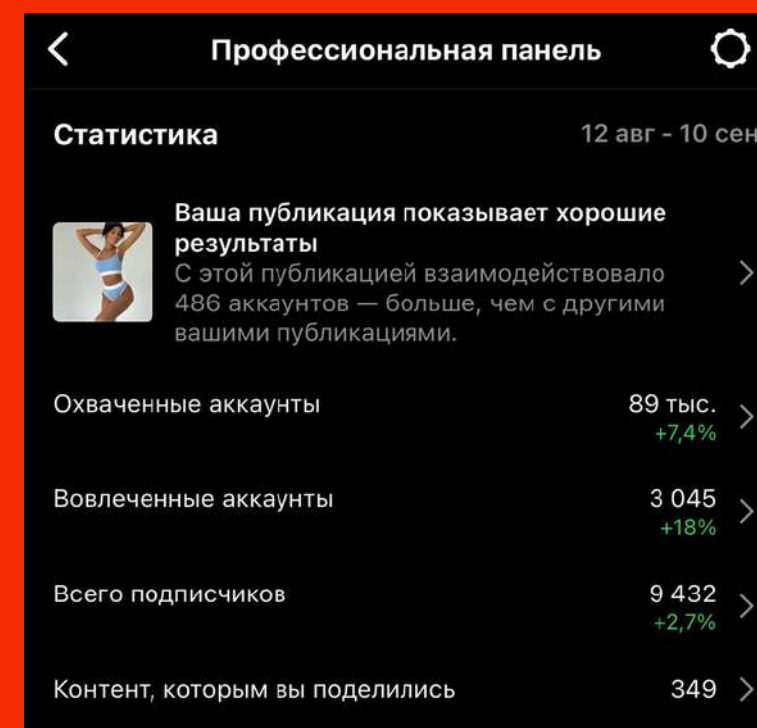 Профессиональная панель
Статистика
12 авг - 10 сен
Ваша публикация показывает хорошие
результаты
С этой публикацией взаимодействовало
486 аккаунтов — больше, чем с другими
вашими публикациями.
Охваченные аккаунты
89 тыс.
+7,4%
Вовлеченные аккаунты
3 045
+18%
Всего подписчиков
9 432
+2,7%
Контент, которым вы поделились
349